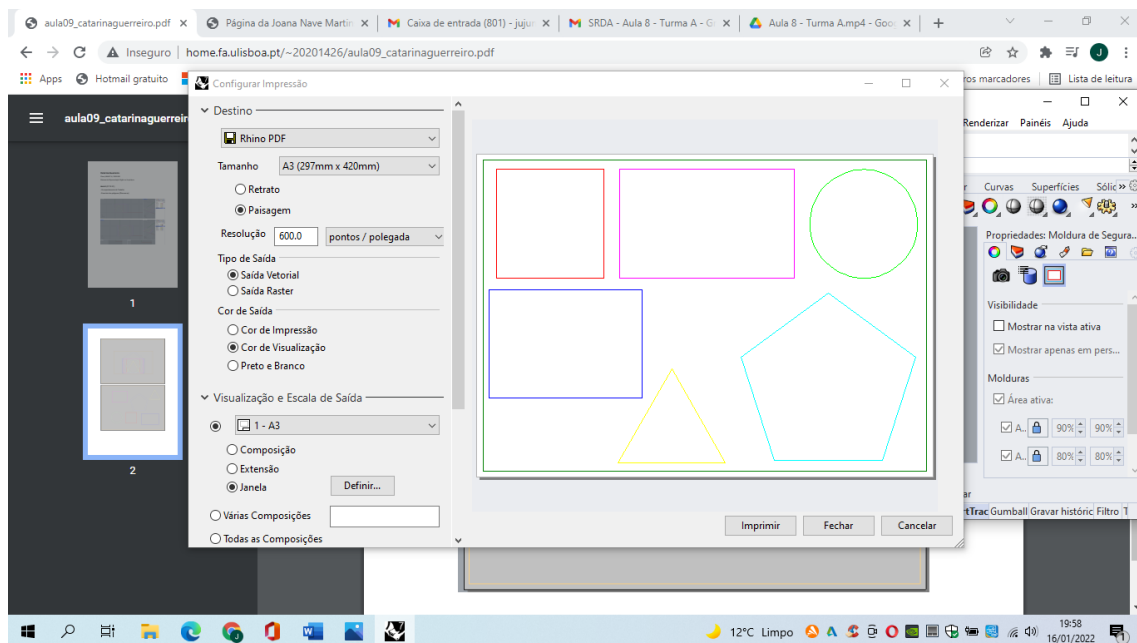 aula09_catarinaguerreiro.pdf
Página da Joana Nave Martin
Caixa de entrada (801) - juju
SRDA - Aula 8 - Turma A - G
Aula 8 - Turma A.mp4 - Goo
Inseguro | home.fa.ulisboa.pt/~20201426/aula09_catarinaguerreiro.pdf
J
Apps
Hotmail gratuito
ros marcadores
Lista de leitura
aula09_catarinaguerreir
1
2
Configurar Impressão
Destino
Rhino PDF
Tamanho
A3 (297mm x 420mm)
Retrato
Paisagem
Resolução
600.0
pontos / polegada
Tipo de Saída
Saída Vetorial
Saída Raster
Cor de Saída
Cor de Impressão
Cor de Visualização
Preto e Branco
Visualização e Escala de Saída
1 - A3
Composição
Extensão
Janela
Definir...
Várias Composições
Todas as Composições
Imprimir
Fechar
Cancelar
Renderizar
Painéis
Ajuda
r
Curvas
Superfícies
Sólic
Propriedades: Moldura de Segura...
Visibilidade
Mostrar na vista ativa
Mostrar apenas em pers...
Molduras
Área ativa:
A..
90%
90%
A..
80%
80%
ar
rtTrac
Gumball
Gravar históric
Filtro
T
12°C Limpo
19:58
16/01/2022